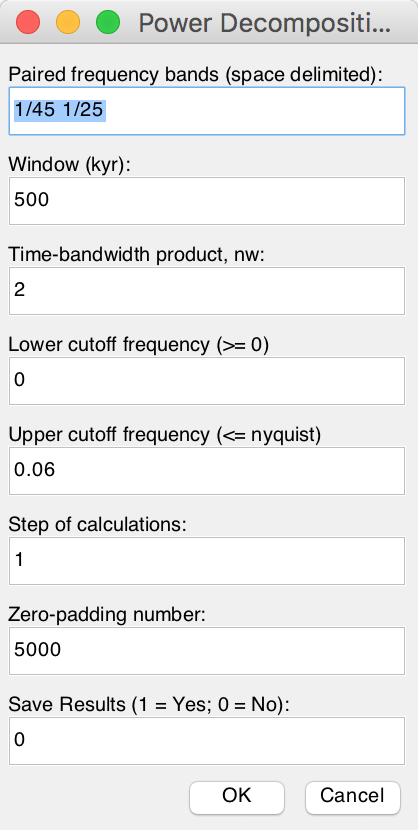 Power Decompositi...
Paired frequency bands (space delimited):
1/45 1/25
Window (kyr):
500
Time-bandwidth product, nw:
2
Lower cutoff frequency (>= 0)
0
Upper cutoff frequency (<= nyquist)
0.06
Step of calculations:
1
Zero-padding number:
5000
Save Results (1 = Yes; 0 = No):
0
OK Cancel